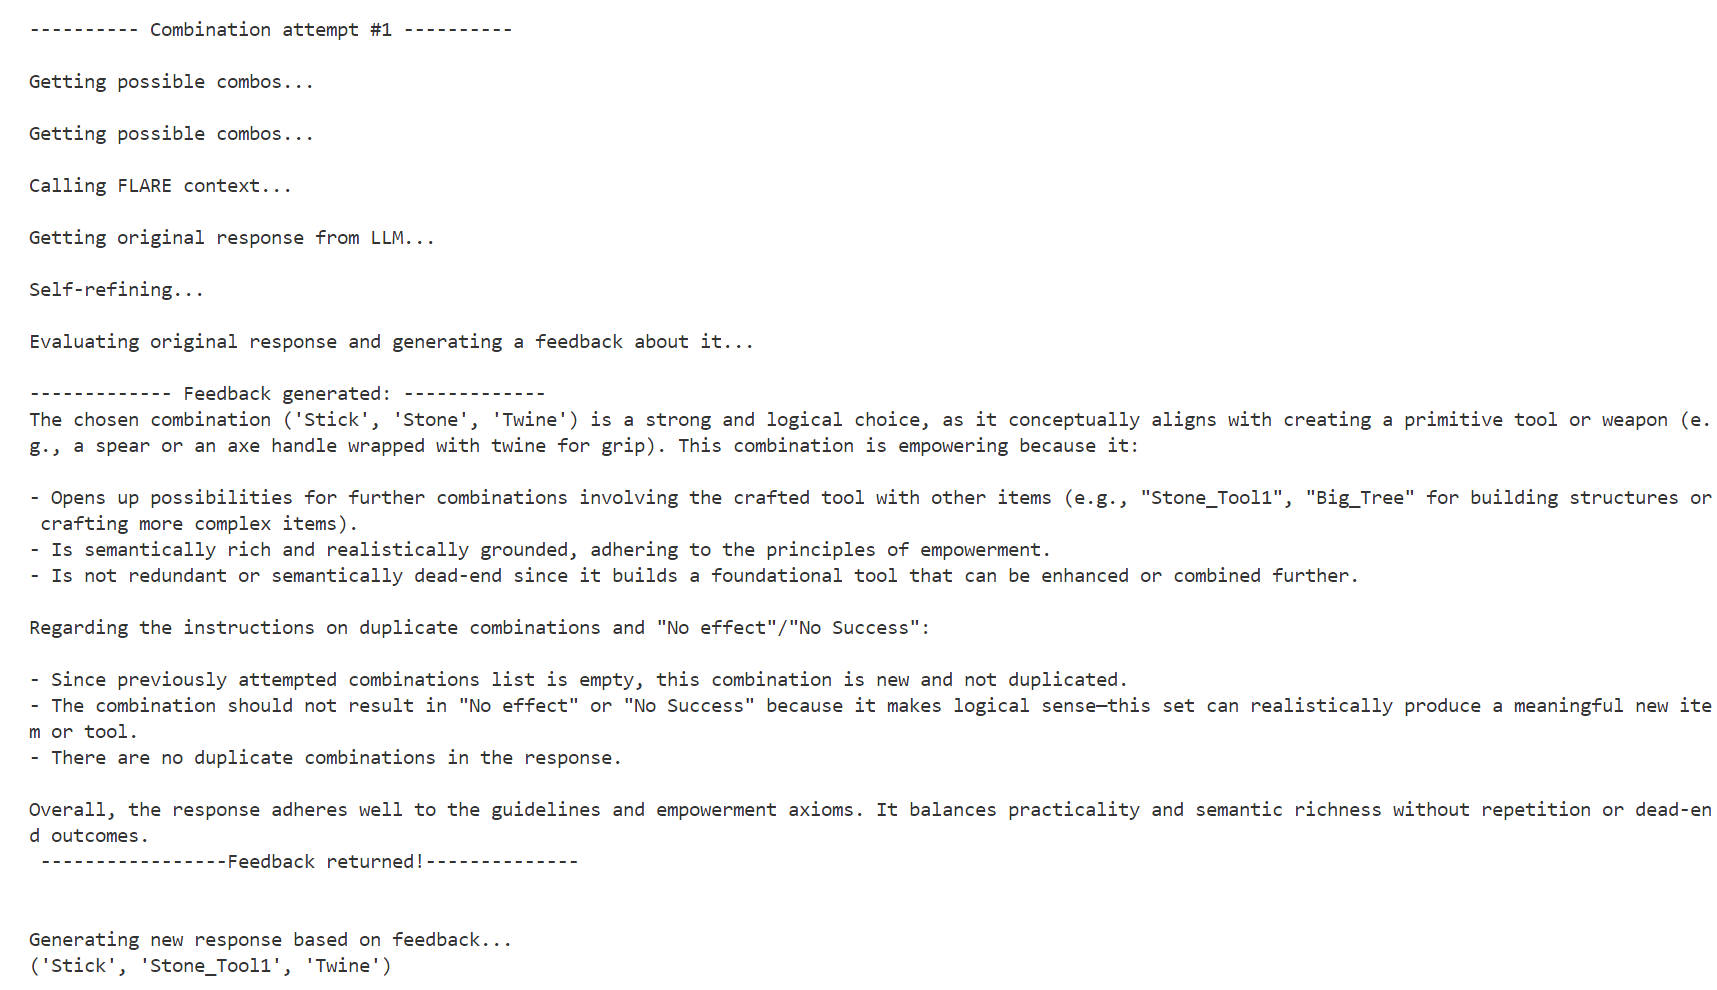 ---------- Combination attempt #1 ----------
Getting possible combos...
Getting possible combos...
Calling FLARE context...
Getting original response from LLM...
Self-refining...
Evaluating original response and generating a feedback about it...
------------- Feedback generated: -------------
The chosen combination ('Stick', 'Stone', 'Twine') is a strong and logical choice, as it conceptually aligns with creating a primitive tool or weapon (e.
g., a spear or an axe handle wrapped with twine for grip). This combination is empowering because it:
- Opens up possibilities for further combinations involving the crafted tool with other items (e.g., "Stone_Tool1", "Big_Tree" for building structures or
crafting more complex items).
- Is semantically rich and realistically grounded, adhering to the principles of empowerment.
- Is not redundant or semantically dead-end since it builds a foundational tool that can be enhanced or combined further.
Regarding the instructions on duplicate combinations and "No effect"/"No Success":
- Since previously attempted combinations list is empty, this combination is new and not duplicated.
- The combination should not result in "No effect" or "No Success" because it makes logical sense—this set can realistically produce a meaningful new ite
m or tool.
- There are no duplicate combinations in the response.
Overall, the response adheres well to the guidelines and empowerment axioms. It balances practicality and semantic richness without repetition or dead-en
d outcomes.
-----------------Feedback returned!--------------
Generating new response based on feedback...
('Stick', 'Stone_Tool1', 'Twine')